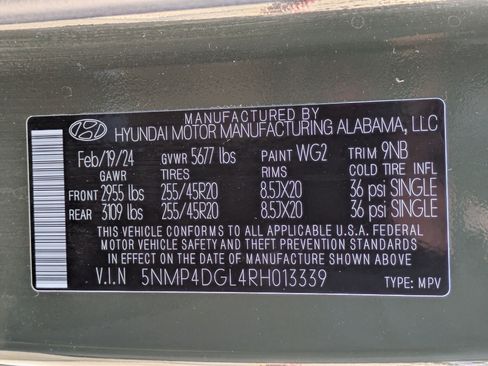 MANUFACTURED BY
HYUNDAI MOTOR MANUFACTURING ALABAMA, LLC
Feb/19/24 GVWR 5677 lbs PAINT WG2 TRIM 9NB
GAWR TIRES RIMS COLD TIRE INFL
FRONT 2955 lbs 255/45R20 8.5JX20 36 psi SINGLE
REAR 3109 lbs 255/45R20 8.5JX20 36 psi SINGLE
THIS VEHICLE CONFORMS TO ALL APPLICABLE U.S.A. FEDERAL
MOTOR VEHICLE SAFETY AND THEFT PREVENTION STANDARDS
IN EFFECT ON THE DATE OF MANUFACTURE SHOWN ABOVE
V.I.N 5NMP4DGL4RH013339
TYPE: MPV